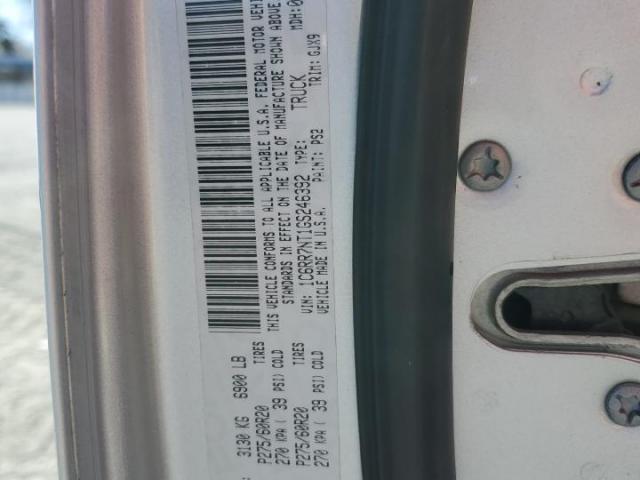 3130 KG 6900 LB
P275/60R20 TIRES
270 KPA ( 39 PSI) COLD
P275/60R20 TIRES
270 KPA ( 39 PSI) COLD
THIS VEHICLE CONFORMS TO ALL APPLICABLE U.S.A. FEDERAL MOTOR
STANDARDS IN EFFECT ON THE DATE OF MANUFACTURE SHOWN ABOVE
VIN: 1C6RR7NT1GS246392 TYPE: TRUCK
VEHICLE MADE IN U.S.A. PAINT: PS2 TRIM: GJX9
MDH:0